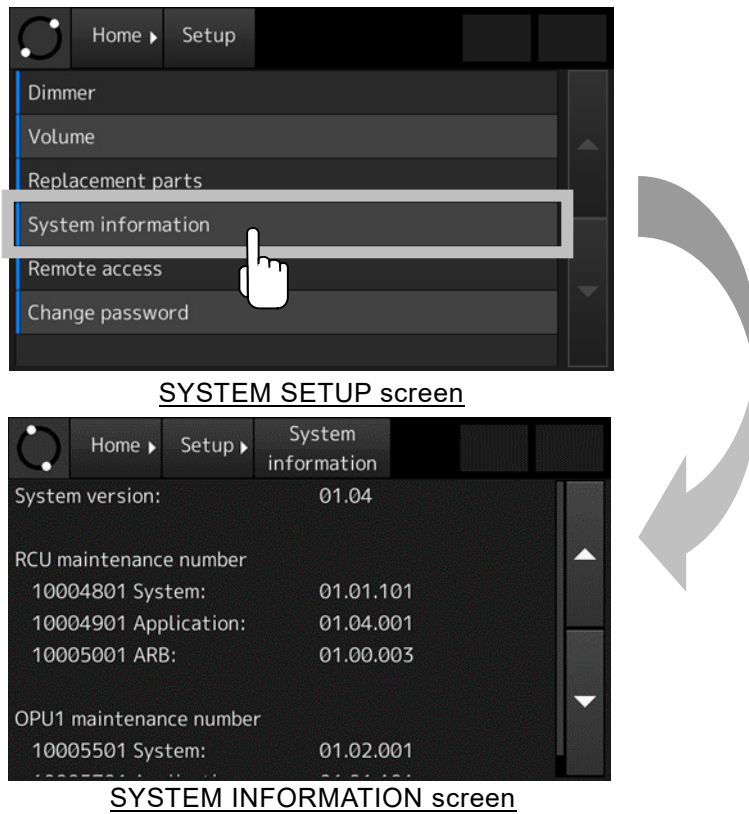 Home Setup
Dimmer
Volume
Replacement parts
System information
Remote access
Change password
SYSTEM SETUP screen
Home Setup System information
System version: 01.04
RCU maintenance number
10004801 System: 01.01.101
10004901 Application: 01.04.001
10005001 ARB: 01.00.003
OPU1 maintenance number
10005501 System: 01.02.001
SYSTEM INFORMATION screen